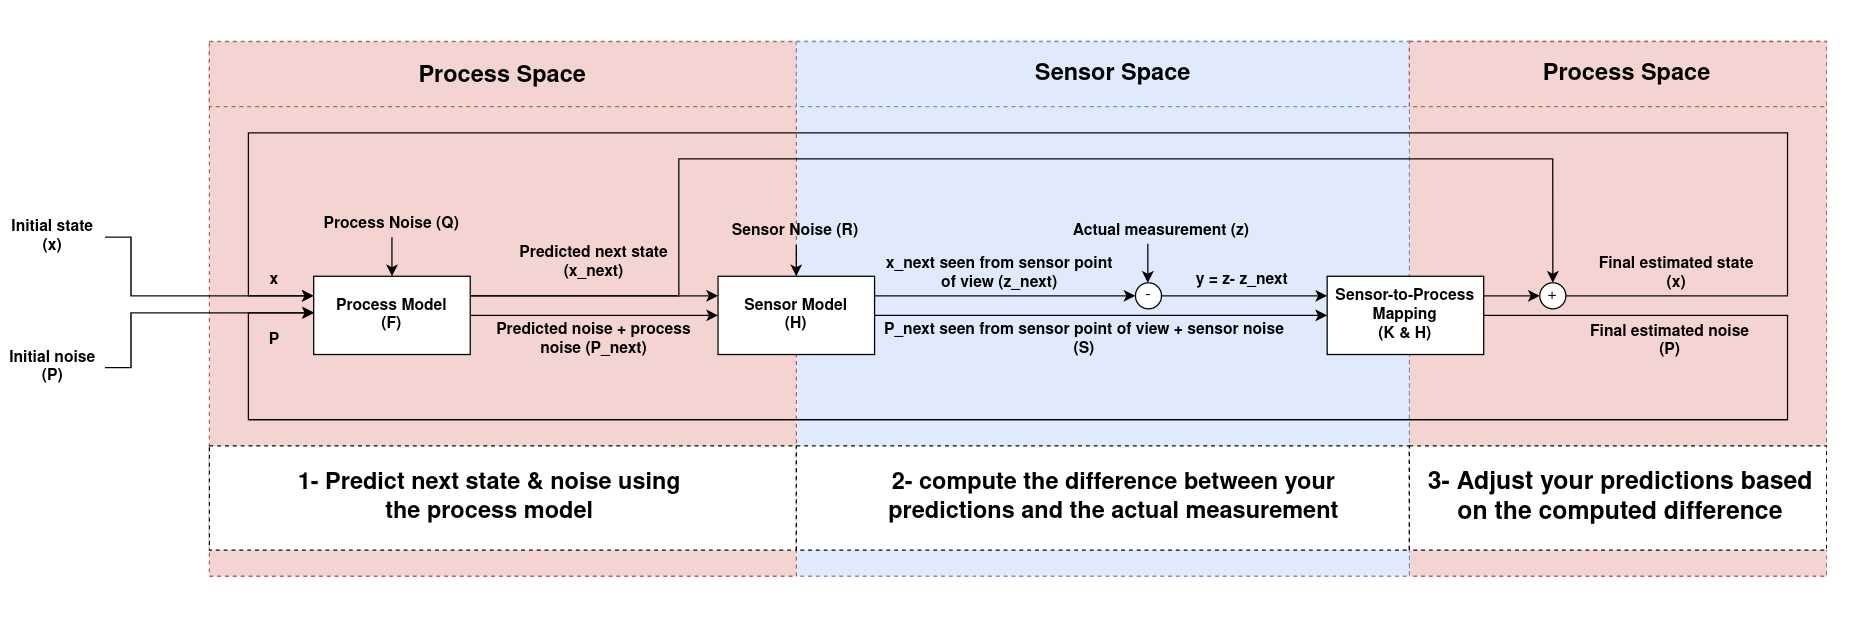 Process Space
Sensor Space
Process Space
Initial state
(x)
Initial noise
(P)
x
P
Process Noise (Q)
Process Model
(F)
Predicted next state
(x_next)
Predicted noise + process
noise (P_next)
Sensor Noise (R)
Sensor Model
(H)
x_next seen from sensor point
of view (z_next)
P_next seen from sensor point of view + sensor noise
(S)
Actual measurement (z)
-
y = z- z_next
Sensor-to-Process
Mapping
(K & H)
+
Final estimated state
(x)
Final estimated noise
(P)
1- Predict next state & noise using
the process model
2- compute the difference between your
predictions and the actual measurement
3- Adjust your predictions based
on the computed difference